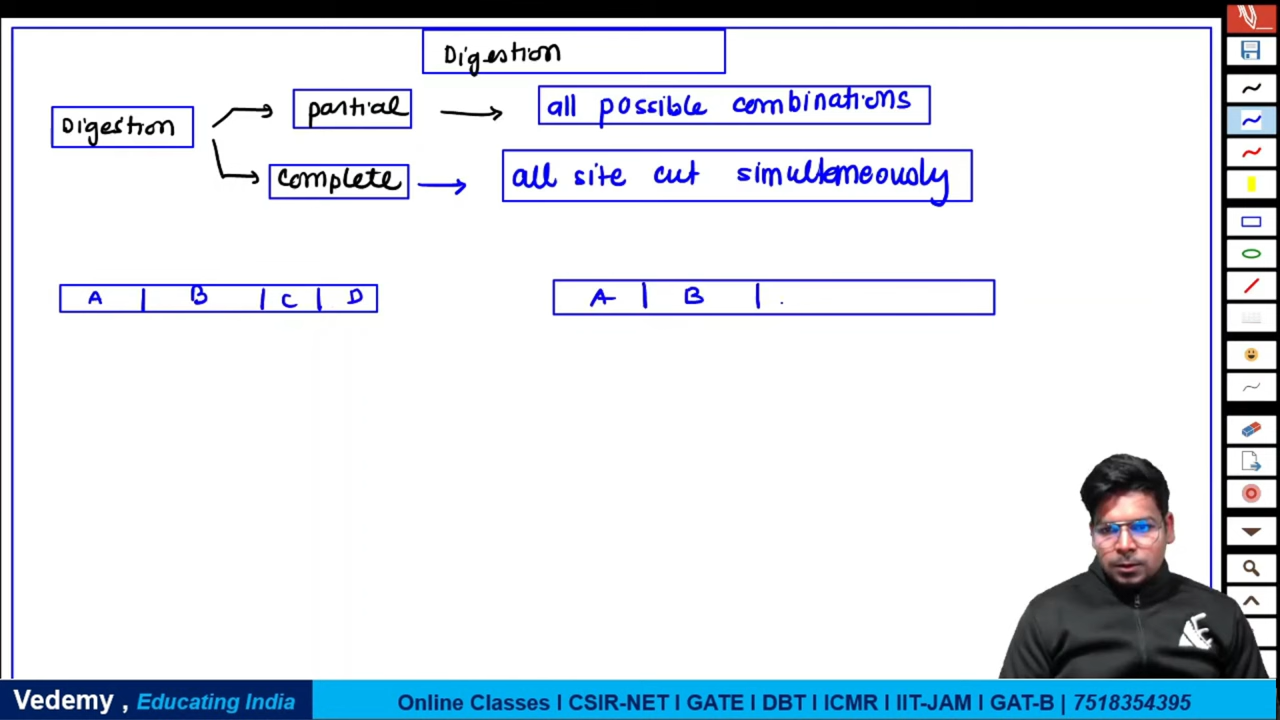 Digestion
Digestion
partial
all possible combinations
complete
all site cut simultemeously
A | B | C | D
A | B |
Vedemy , Educating India
Online Classes I CSIR-NET I GATE I DBT I ICMR I IIT-JAM I GAT-B | 7518354395